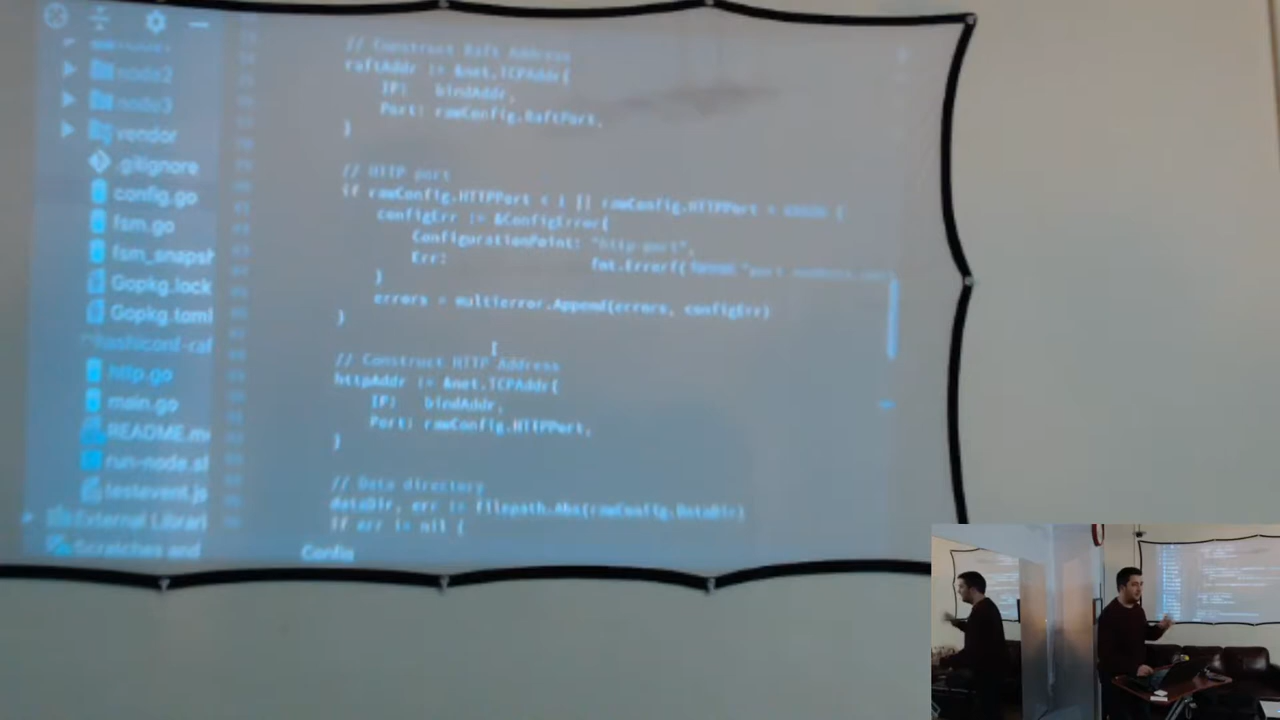 node2
node3
vendor
.gitignore
config.go
fsm.go
fsm_snapsh
Gopkg.lock
Gopkg.toml
http.go
main.go
README.m
run-node.s
testevent.js
External Librari
Scratches and
// Construct Raft Address
raftAddr := &net.TCPAddr{
IP: bindAddr,
Port: rawConfig.RaftPort,
}
// HTTP port
if rawConfig.HTTPPort < 1 || rawConfig.HTTPPort > {
configErr := &ConfigError{
ConfigurationPoint: "http-port",
Err: fmt.Errorf(
}
errors = multierror.Append(errors, configErr)
}
// Construct HTTP Address
httpAddr := &net.TCPAddr{
IP: bindAddr,
Port: rawConfig.HTTPPort,
}
// Data directory
dataDir, err := filepath.Abs(rawConfig.DataDir)
if err != nil {
Config